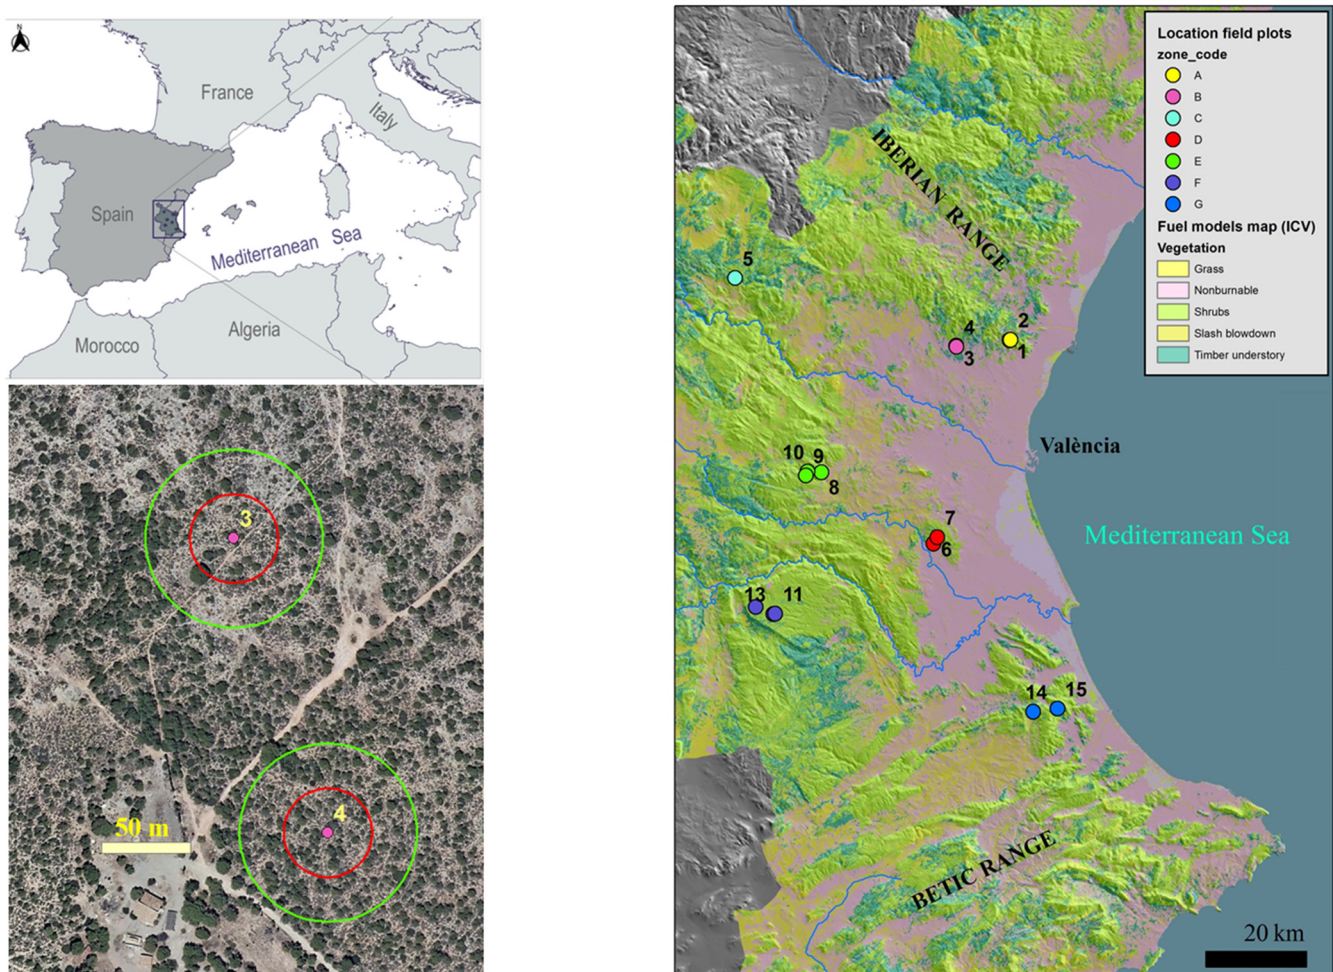 N
France
Italy
Spain
Mediterranean Sea
Algeria
Morocco
3
4
50 m
Location field plots
zone_code
A
B
C
D
E
F
G
Fuel models map (ICV)
Vegetation
Grass
Nonburnable
Shrubs
Slash blowdown
Timber understory
IBERIAN RANGE
5
2
4
3
1
València
10 9
8
7
6
Mediterranean Sea
13 11
14 15
BETIC RANGE
20 km